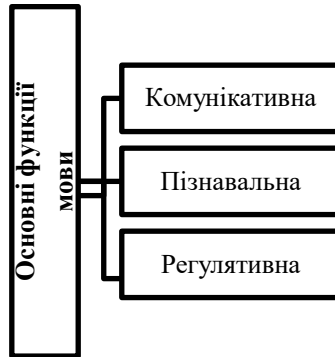 Основні функції
мови
Комунікативна
Пізнавальна
Регулятивна